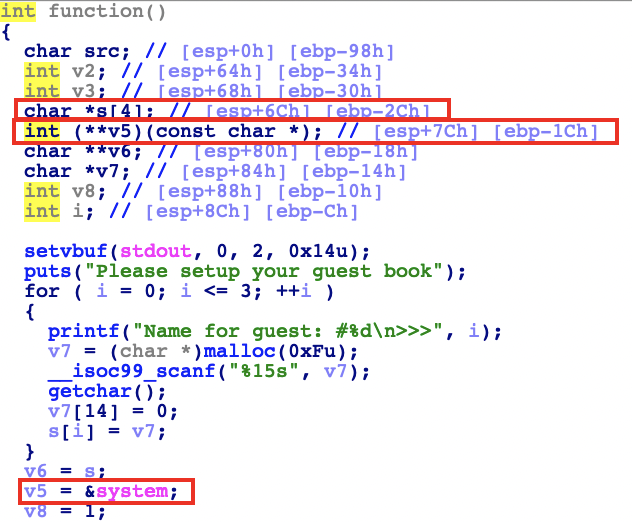 int function()
{
char src; // [esp+0h] [ebp-98h]
int v2; // [esp+64h] [ebp-34h]
int v3; // [esp+68h] [ebp-30h]
char *s[4]; // [esp+6Ch] [ebp-2Ch]
int (**v5)(const char *); // [esp+7Ch] [ebp-1Ch]
char **v6; // [esp+80h] [ebp-18h]
char *v7; // [esp+84h] [ebp-14h]
int v8; // [esp+88h] [ebp-10h]
int i; // [esp+8Ch] [ebp-Ch]
setvbuf(stdout, 0, 2, 0x14u);
puts("Please setup your guest book");
for ( i = 0; i <= 3; ++i )
{
printf("Name for guest: #%d\n>>>", i);
v7 = (char *)malloc(0xFu);
__isoc99_scanf("%15s", v7);
getchar();
v7[14] = 0;
s[i] = v7;
}
v6 = s;
v5 = &system;
v8 = 1;